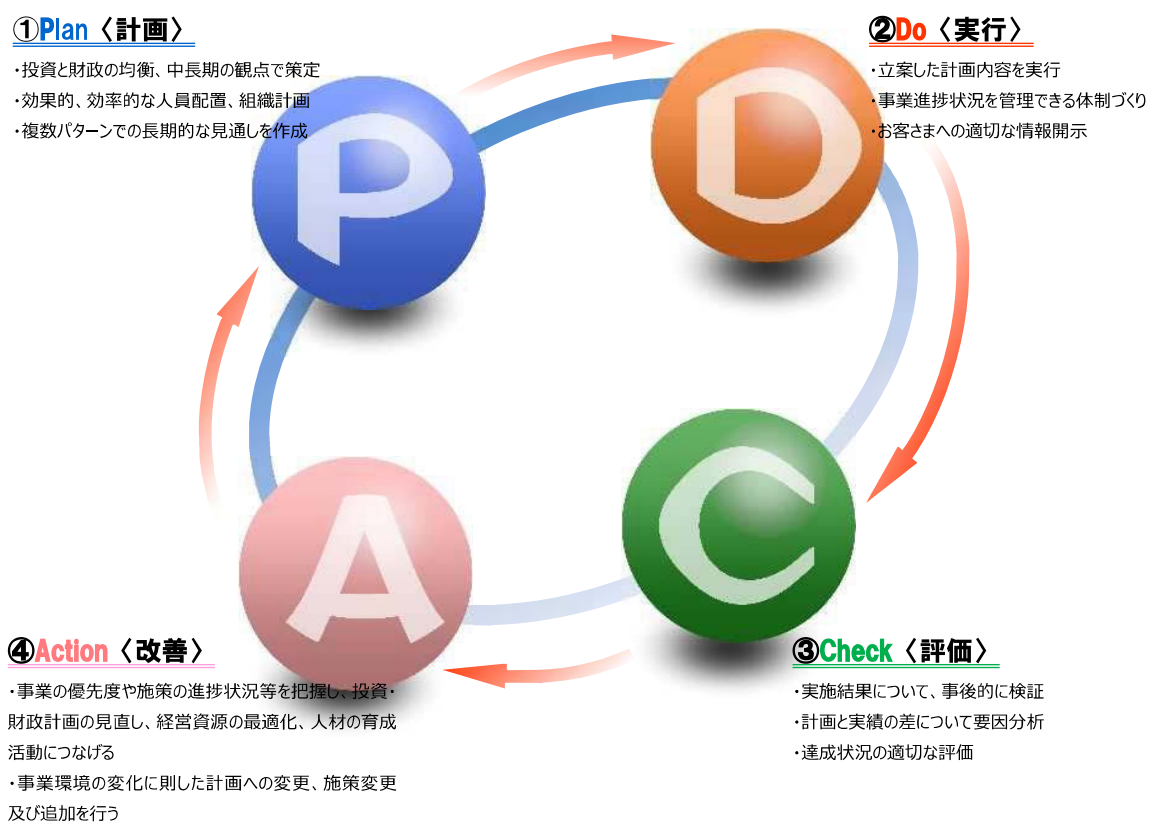 ①Plan〈計画〉
・投資と財政の均衡、中長期の観点で策定
・効果的、効率的な人員配置、組織計画
・複数パターンでの長期的な見通しを作成
P
②Do〈実行〉
・立案した計画内容を実行
・事業進捗状況を管理できる体制づくり
・お客さまへの適切な情報開示
D
C
③Check〈評価〉
・実施結果について、事後的に検証
・計画と実績の差について要因分析
・達成状況の適切な評価
A
④Action〈改善〉
・事業の優先度や施策の進捗状況等を把握し、投資・
財政計画の見直し、経営資源の最適化、人材の育成
活動につなげる
・事業環境の変化に則した計画への変更、施策変更
及び追加を行う